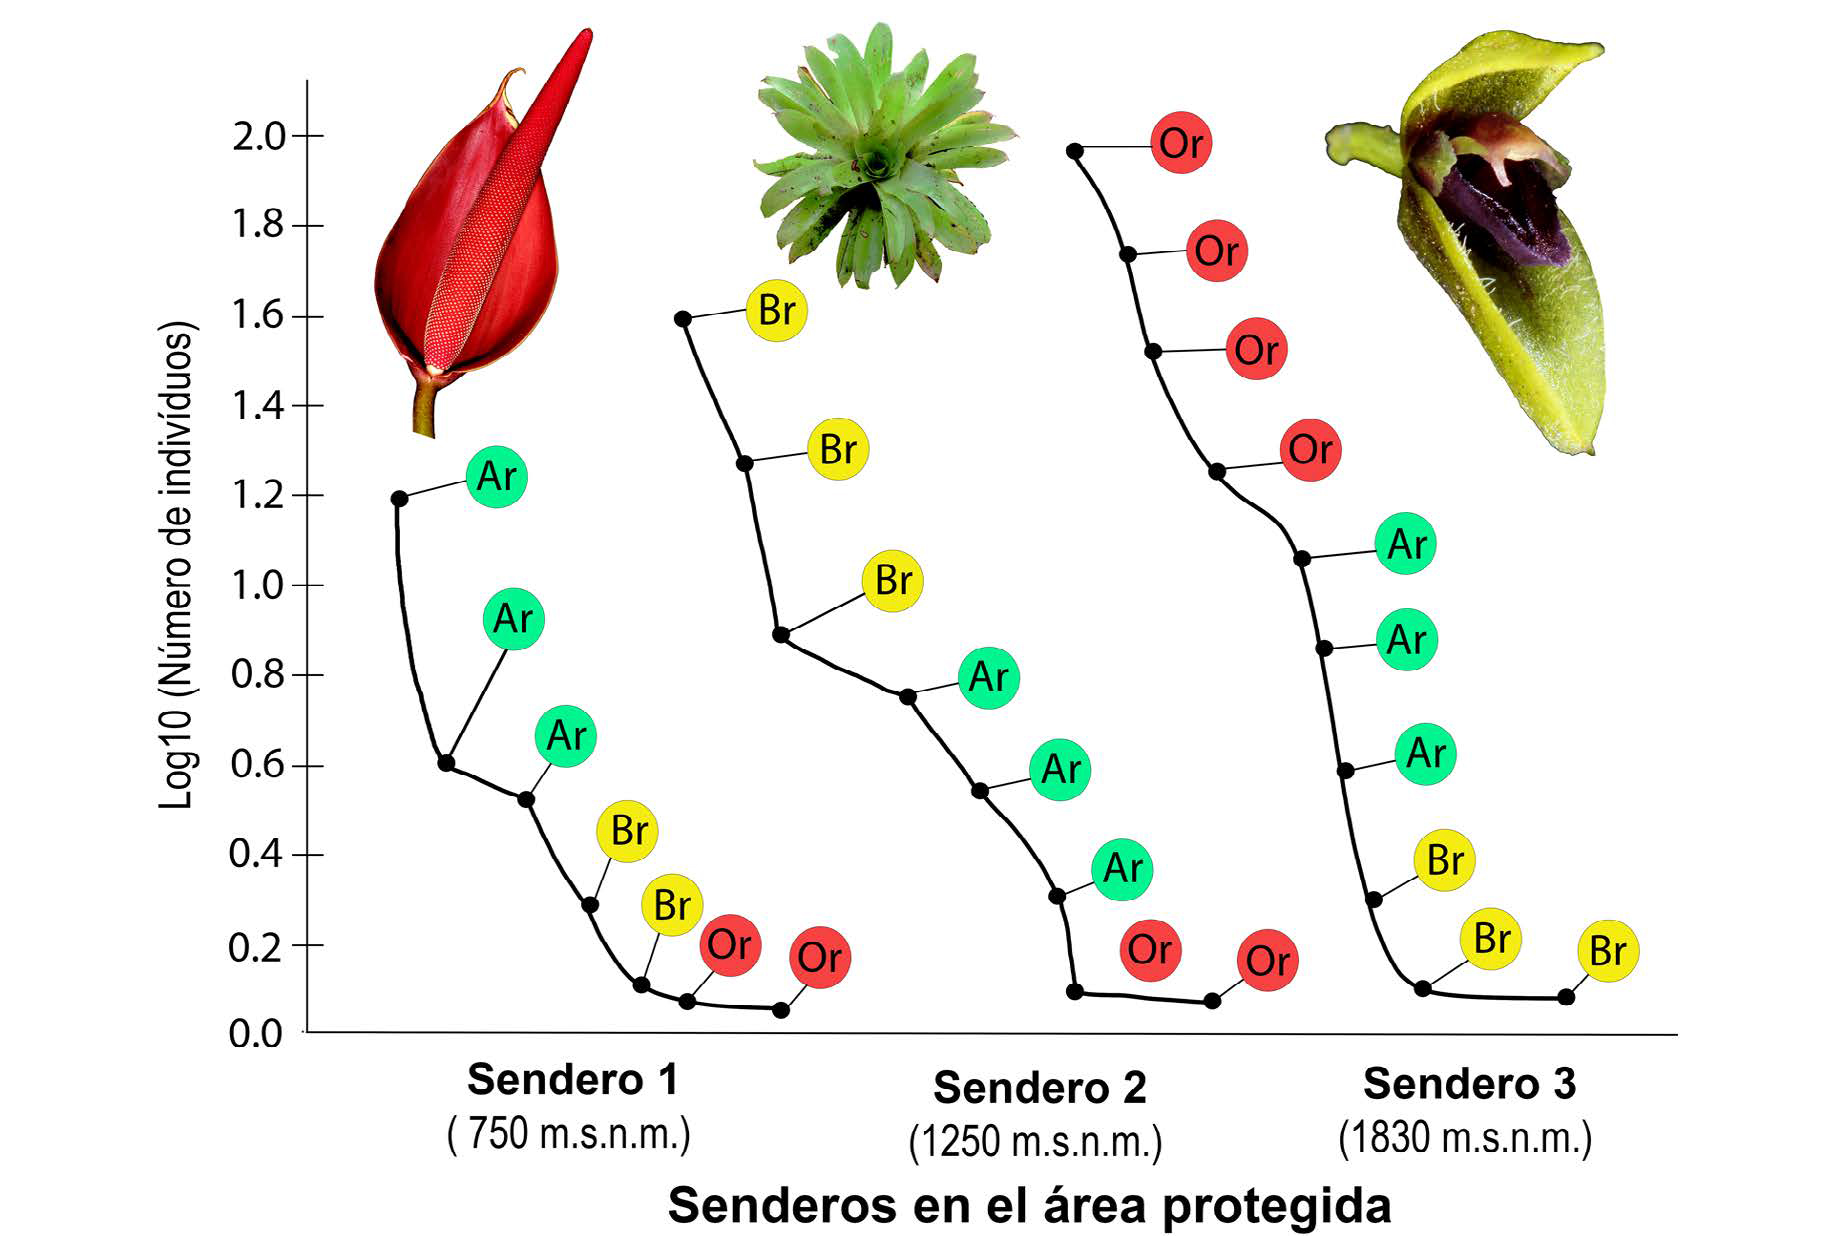 Log10 (Número de indivíduos)
2.0
1.8
1.6
1.4
1.2
1.0
0.8
0.6
0.4
0.2
0.0
Ar
Ar
Ar
Br
Br
Or
Or
Br
Br
Br
Ar
Ar
Ar
Or
Or
Or
Or
Or
Or
Ar
Ar
Ar
Br
Br
Br
Sendero 1
( 750 m.s.n.m.)
Sendero 2
(1250 m.s.n.m.)
Sendero 3
(1830 m.s.n.m.)
Senderos en el área protegida